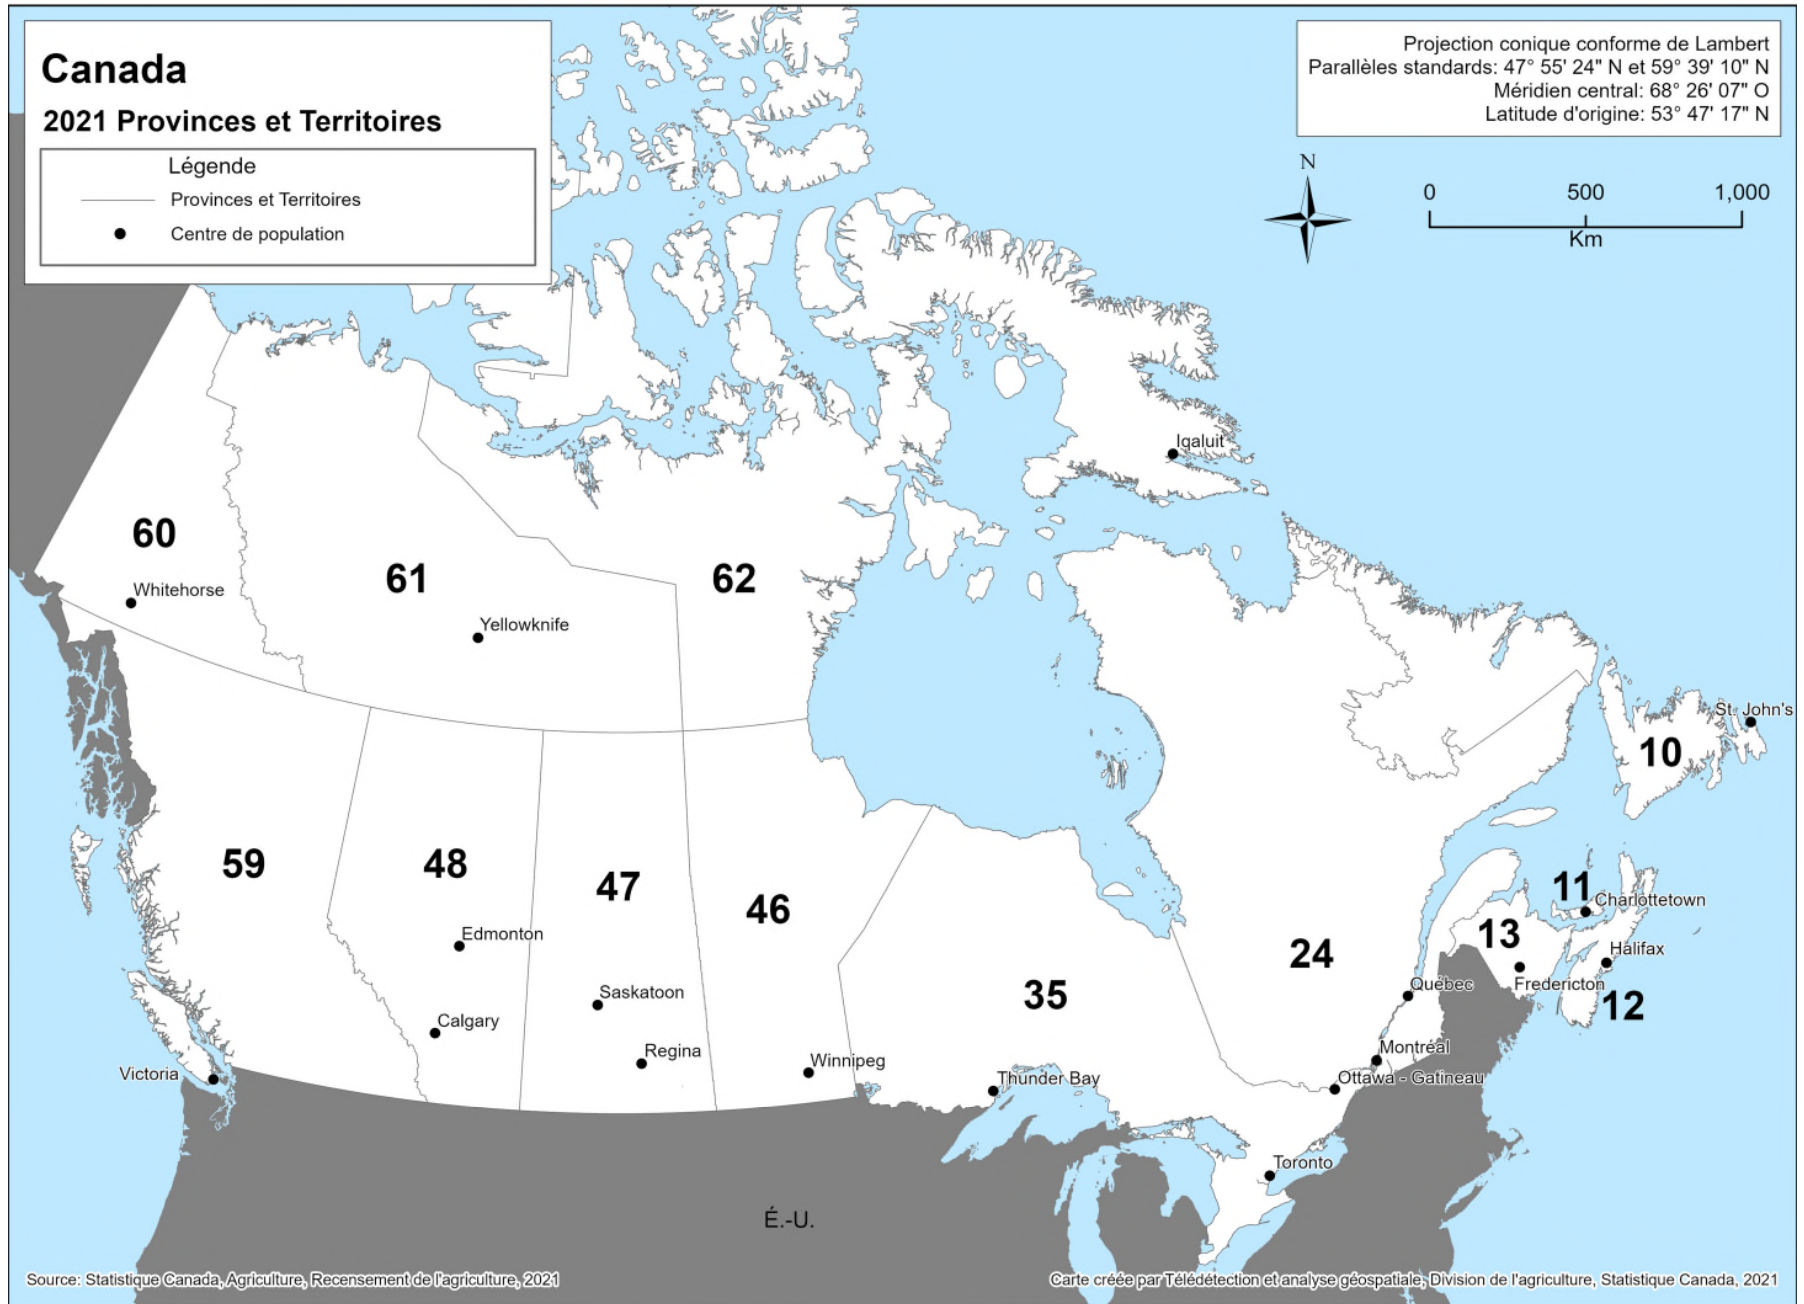 Canada
2021 Provinces et Territoires
Légende
Provinces et Territoires
Centre de population
Projection conique conforme de Lambert
Parallèles standards: 47° 55' 24" N et 59° 39' 10" N
Méridien central: 68° 26' 07" O
Latitude d'origine: 53° 47' 17" N
N
0 500 1,000
Km
Iqaluit
60
61
62
Whitehorse
Yellowknife
St. John's
10
59
48
47
46
11
Charlottetown
13
Edmonton
24
Halifax
35
Québec
Fredericton
12
Saskatoon
Calgary
Regina
Winnipeg
Montréal
Victoria
Thunder Bay
Ottawa - Gatineau
Toronto
É.-U.
Source: Statistique Canada, Agriculture, Recensement de l'agriculture, 2021
Carte créée par Télédétection et analyse géospatiale, Division de l'agriculture, Statistique Canada, 2021